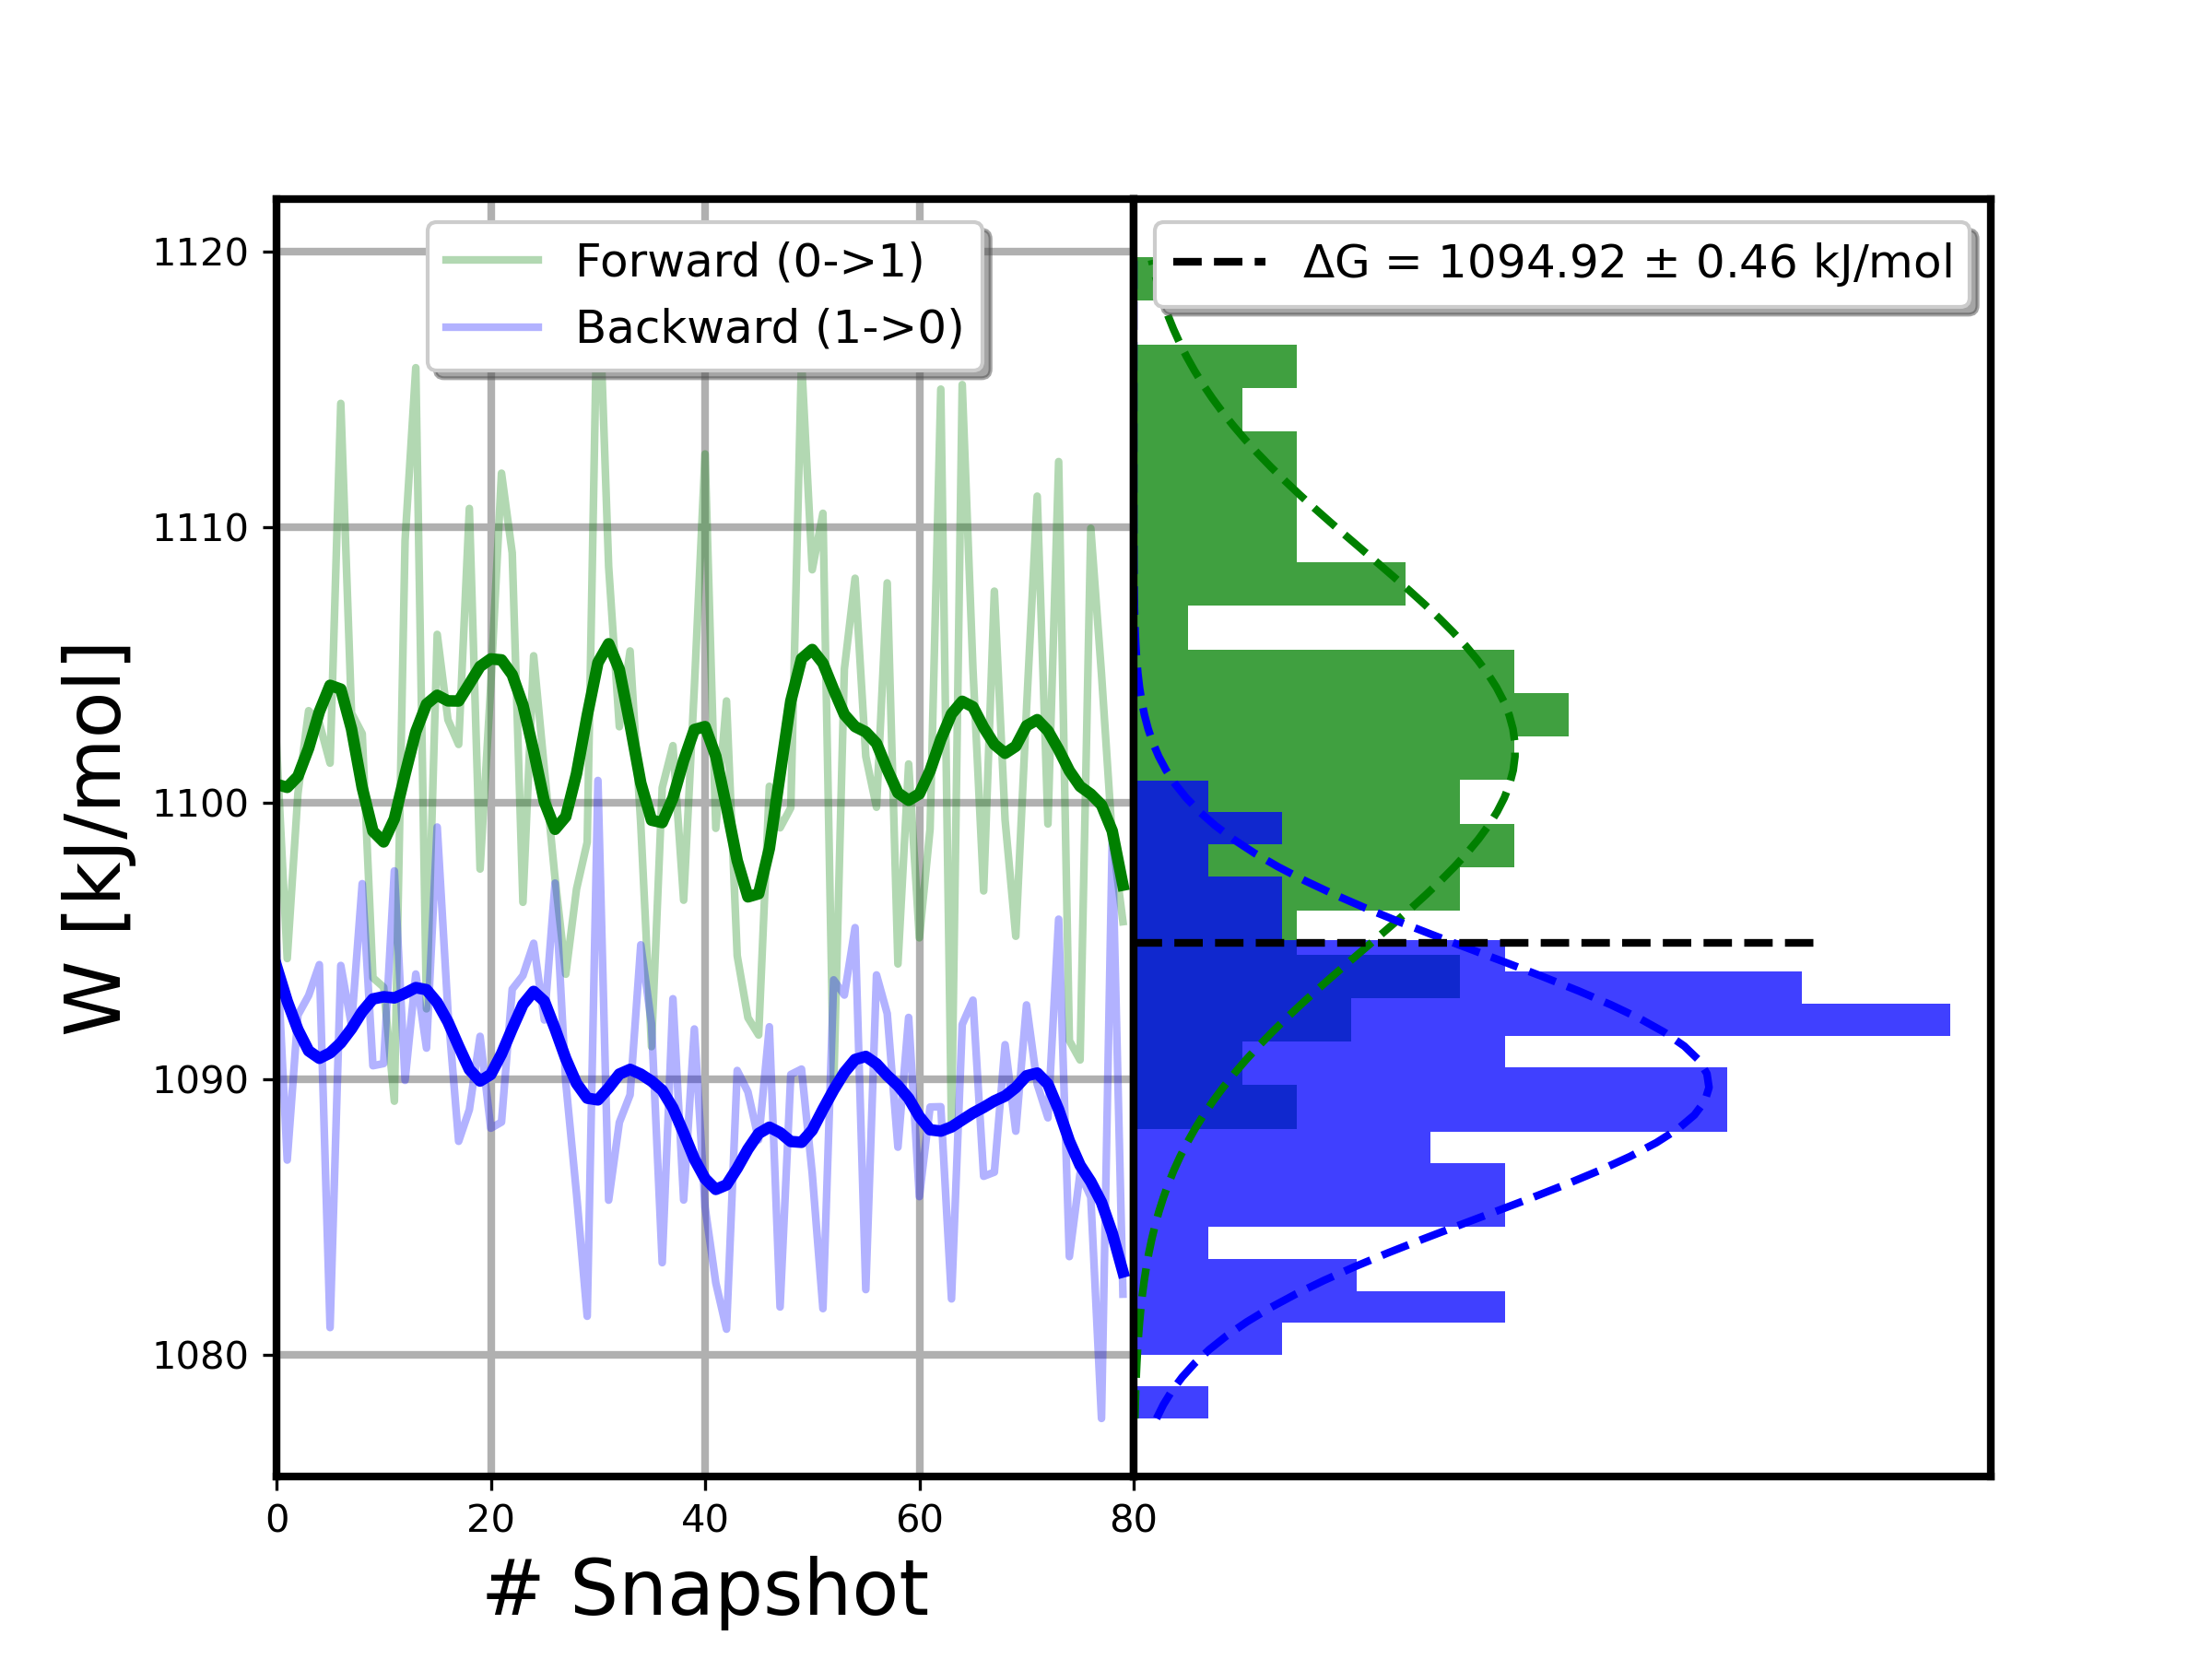 Forward (0->1)
Backward (1->0)
ΔG = 1094.92 ± 0.46 kJ/mol
W [kJ/mol]
1120
1110
1100
1090
1080
0 20 40 60 80
# Snapshot